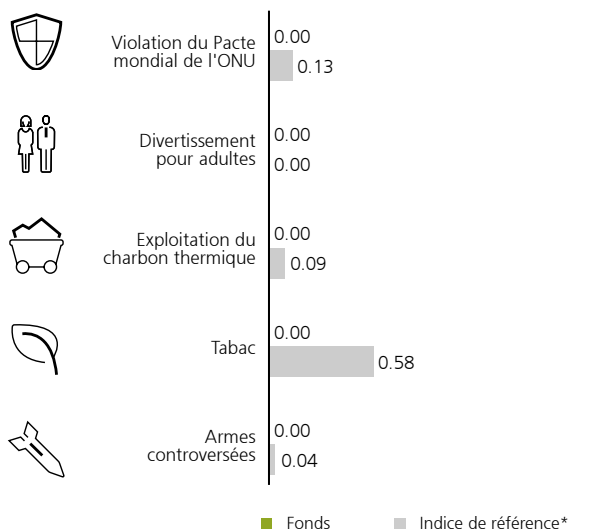 0.00
Violation du Pacte
mondial de l'ONU
0.13
0.00
Divertissement
pour adultes
0.00
0.00
Exploitation du
charbon thermique
0.09
0.00
Tabac
0.58
0.00
Armes
controversées
0.04
Fonds
Indice de référence*